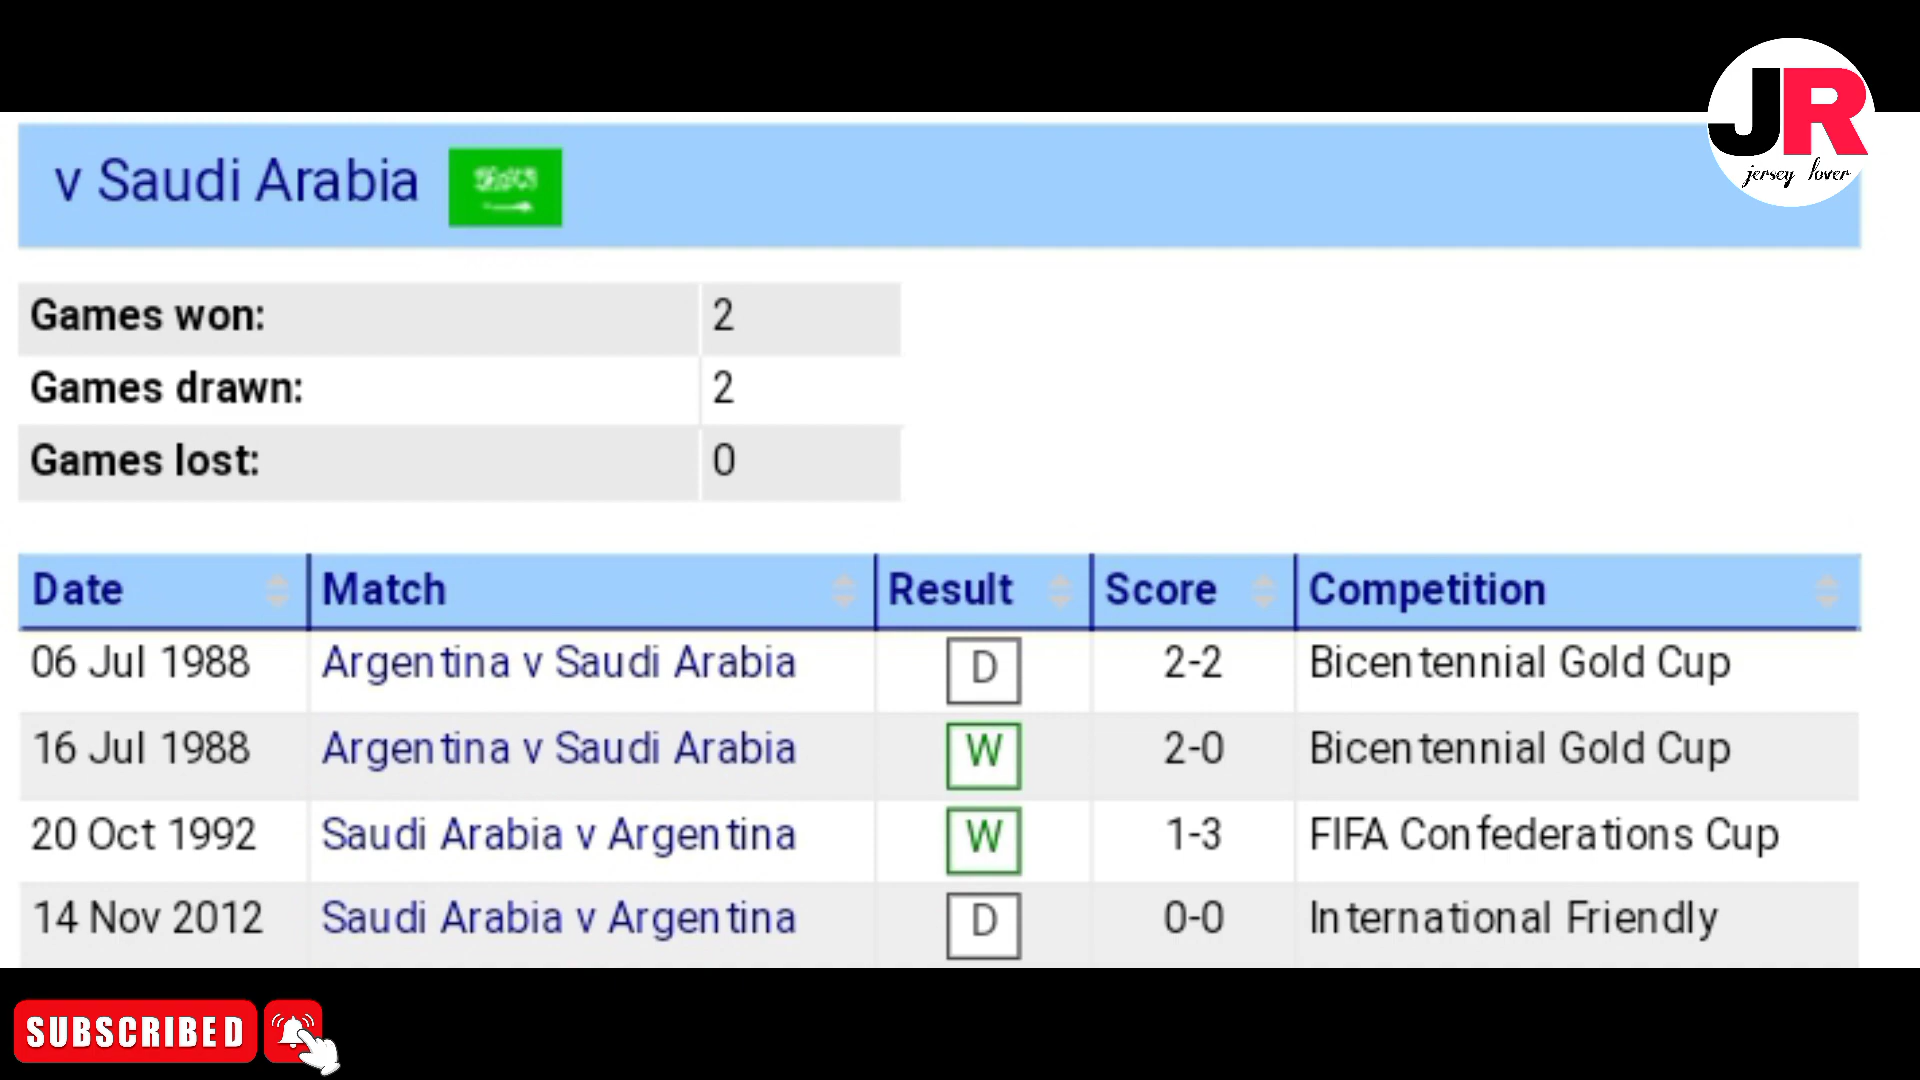 JR
jersey lover
v Saudi Arabia
Games won: 2
Games drawn: 2
Games lost: 0
Date Match Result Score Competition
06 Jul 1988 Argentina v Saudi Arabia D 2-2 Bicentennial Gold Cup
16 Jul 1988 Argentina v Saudi Arabia W 2-0 Bicentennial Gold Cup
20 Oct 1992 Saudi Arabia v Argentina W 1-3 FIFA Confederations Cup
14 Nov 2012 Saudi Arabia v Argentina D 0-0 International Friendly
SUBSCRIBED